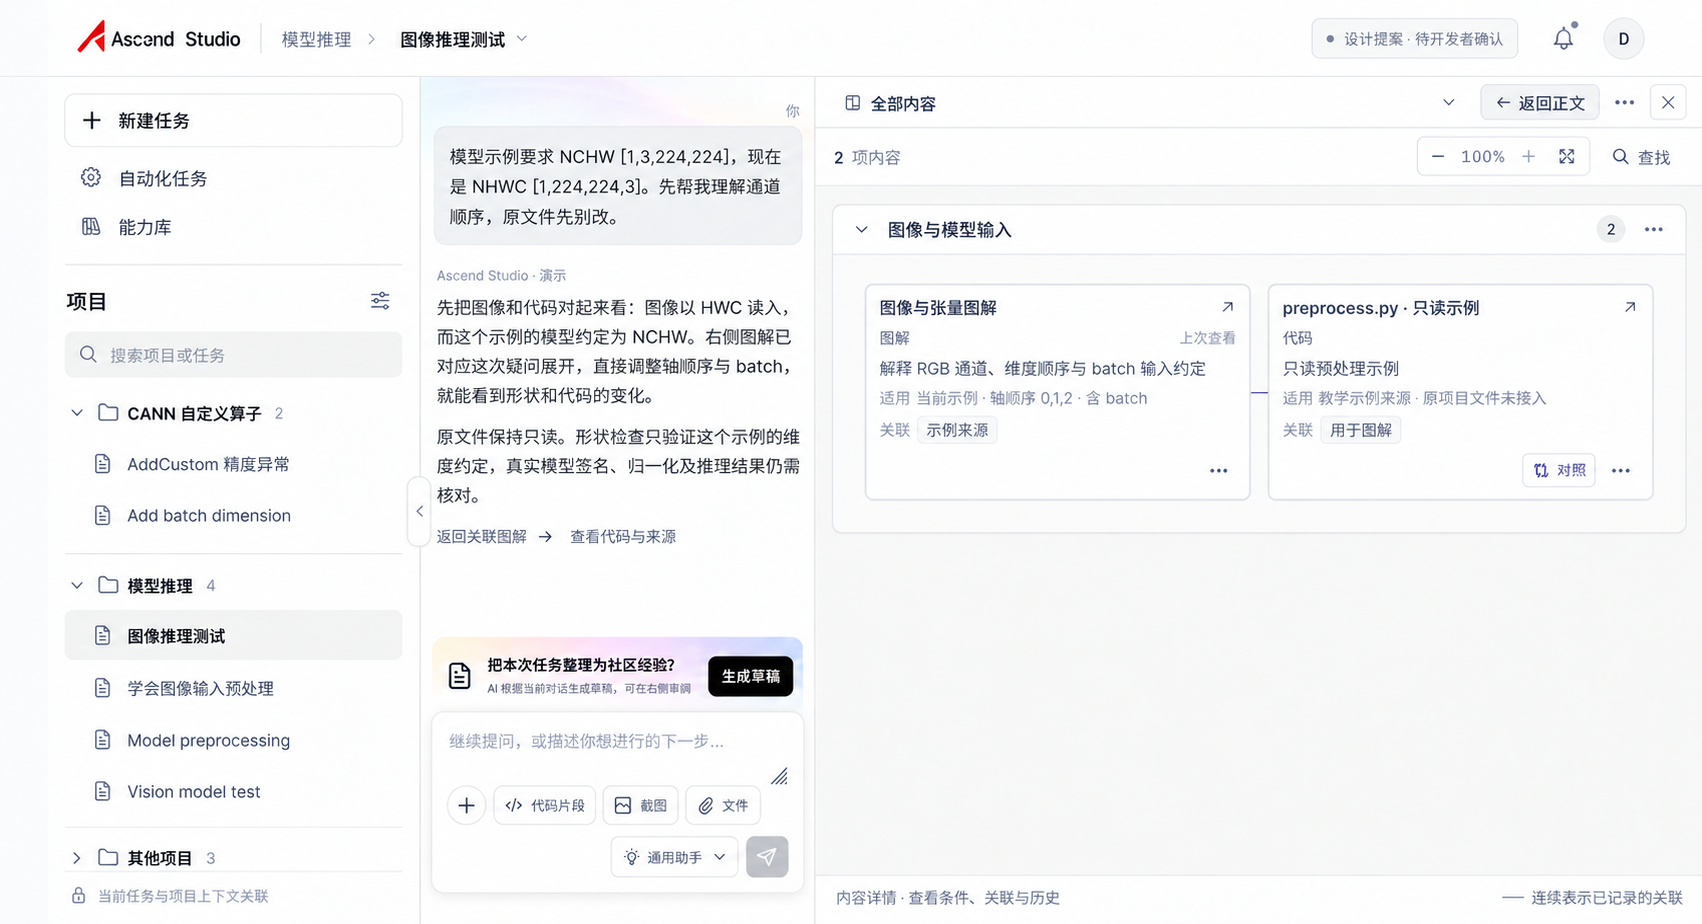 Ascend Studio
模型推理
图像推理测试
设计提案 · 待开发者确认
D
新建任务
自动化任务
能力库
项目
搜索项目或任务
CANN 自定义算子 2
AddCustom 精度异常
Add batch dimension
模型推理 4
图像推理测试
学会图像输入预处理
Model preprocessing
Vision model test
其他项目 3
当前任务与项目上下文关联
你
模型示例要求 NCHW [1,3,224,224]，现在
是 NHWC [1,224,224,3]。先帮我理解通道
顺序，原文件先别改。
Ascend Studio · 演示
先把图像和代码对起来看：图像以 HWC 读入，
而这个示例的模型约定为 NCHW。右侧图解已
对应这次疑问展开，直接调整轴顺序与 batch，
就能看到形状和代码的变化。
原文件保持只读。形状检查只验证这个示例的维
度约定，真实模型签名、归一化及推理结果仍需
核对。
返回关联图解 → 查看代码与来源
把本次任务整理为社区经验？
AI 根据当前对话生成草稿，可在右侧审阅
生成草稿
继续提问，或描述你想进行的下一步...
代码片段
截图
文件
通用助手
全部内容
← 返回正文
2 项内容
100%
查找
图像与模型输入
2
图像与张量图解
图解 上次查看
解释 RGB 通道、维度顺序与 batch 输入约定
适用 当前示例 · 轴顺序 0,1,2 · 含 batch
关联 示例来源
preprocess.py · 只读示例
代码
只读预处理示例
适用 教学示例来源 · 原项目文件未接入
关联 用于图解
对照
内容详情 · 查看条件、关联与历史
连续表示已记录的关联